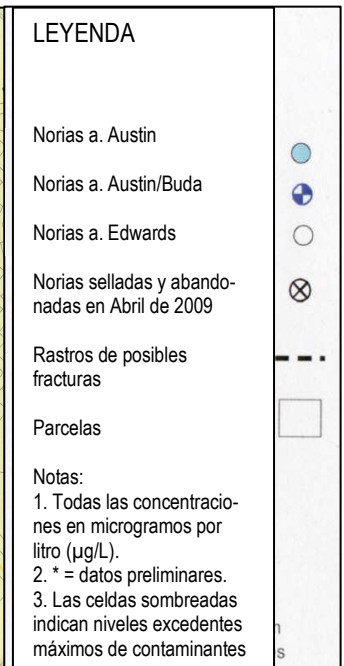 LEYENDA
Norias a. Austin
Norias a. Austin/Buda
Norias a. Edwards
Norias selladas y abando-
nadas en Abril de 2009
Rastros de posibles
fracturas
Parcelas
Notas:
1. Todas las concentracio-
nes en microgramos por
litro (µg/L).
2. * = datos preliminares.
3. Las celdas sombreadas
indican niveles excedentes
máximos de contaminantes